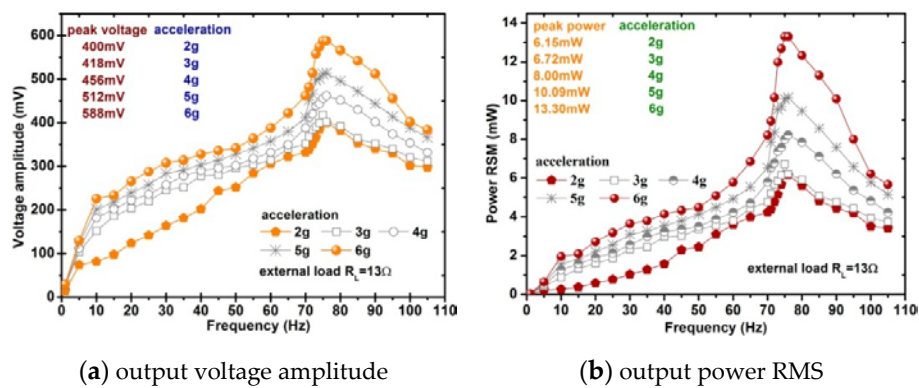 peak voltage acceleration
400mV 2g
418mV 3g
456mV 4g
512mV 5g
588mV 6g
600
500
400
300
200
100
0
Voltage amplitude (mV)
acceleration
2g 3g 4g
5g 6g
external load RL=13Ω
0 10 20 30 40 50 60 70 80 90 100 110
Frequency (Hz)
(a) output voltage amplitude
peak power acceleration
6.15mW 2g
6.72mW 3g
8.00mW 4g
10.09mW 5g
13.30mW 6g
14
12
10
8
6
4
2
0
Power RSM (mW)
acceleration
2g 3g 4g
5g 6g
external load RL=13Ω
0 10 20 30 40 50 60 70 80 90 100
Frequency (Hz)
(b) output power RMS